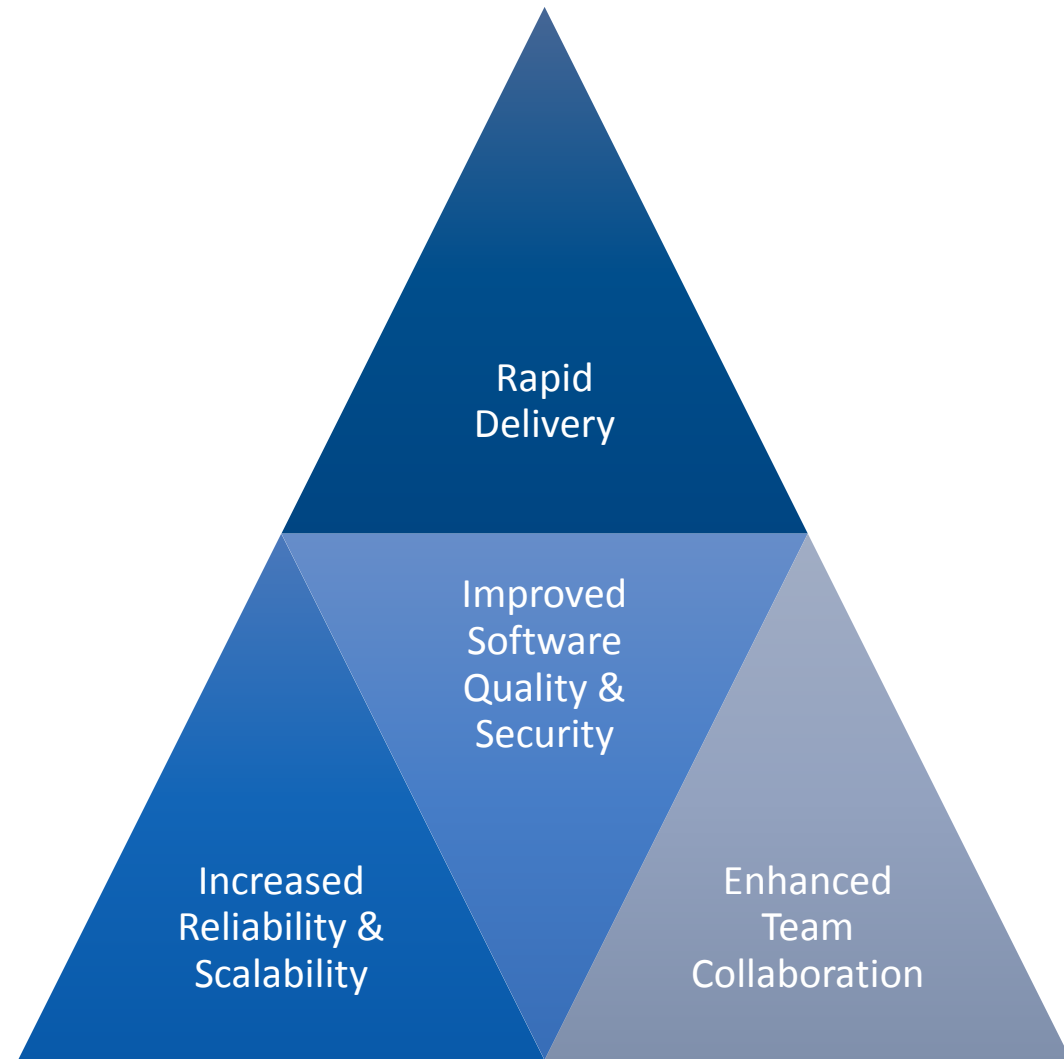 Rapid
Delivery
Improved
Software
Quality &
Security
Increased
Reliability &
Scalability
Enhanced
Team
Collaboration